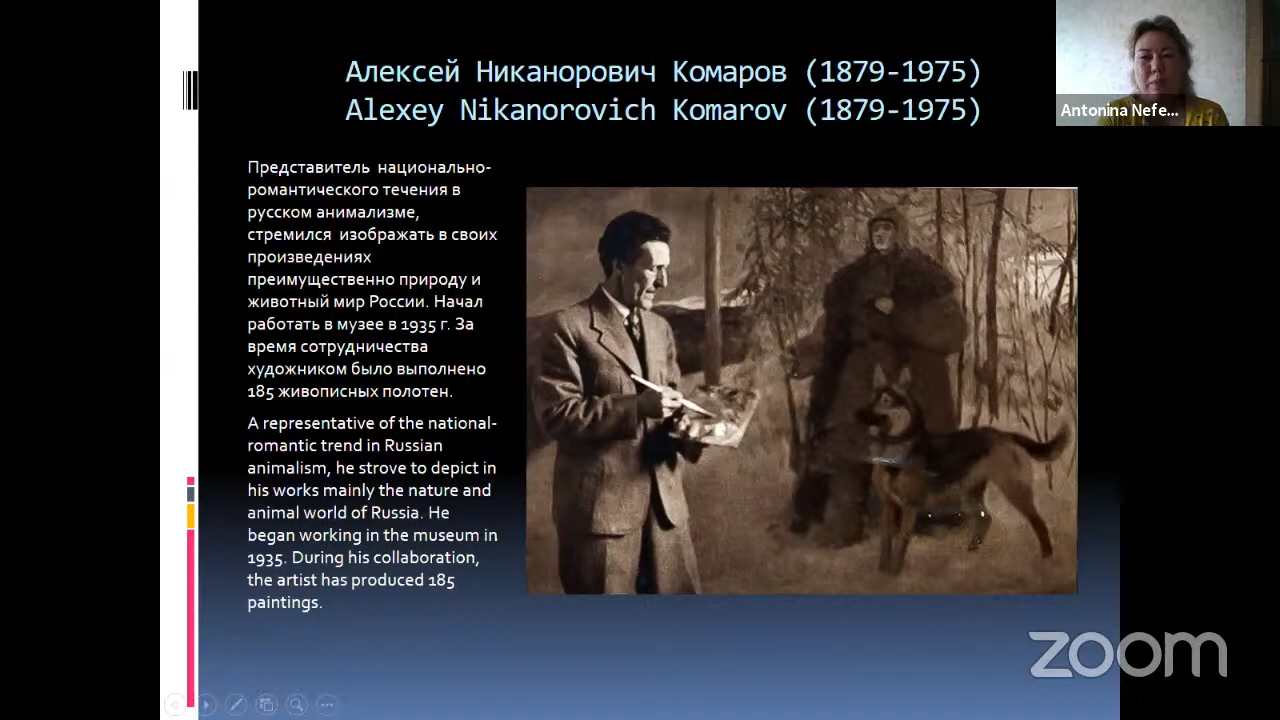 Алексей Никанорович Комаров (1879-1975)
Alexey Nikanorovich Komarov (1879-1975)
Antonina Nefe...
Представитель национально-
романтического течения в
русском анимализме,
стремился изображать в своих
произведениях
преимущественно природу и
животный мир России. Начал
работать в музее в 1935 г. За
время сотрудничества
художником было выполнено
185 живописных полотен.
A representative of the national-
romantic trend in Russian
animalism, he strove to depict in
his works mainly the nature and
animal world of Russia. He
began working in the museum in
1935. During his collaboration,
the artist has produced 185
paintings.
zoom